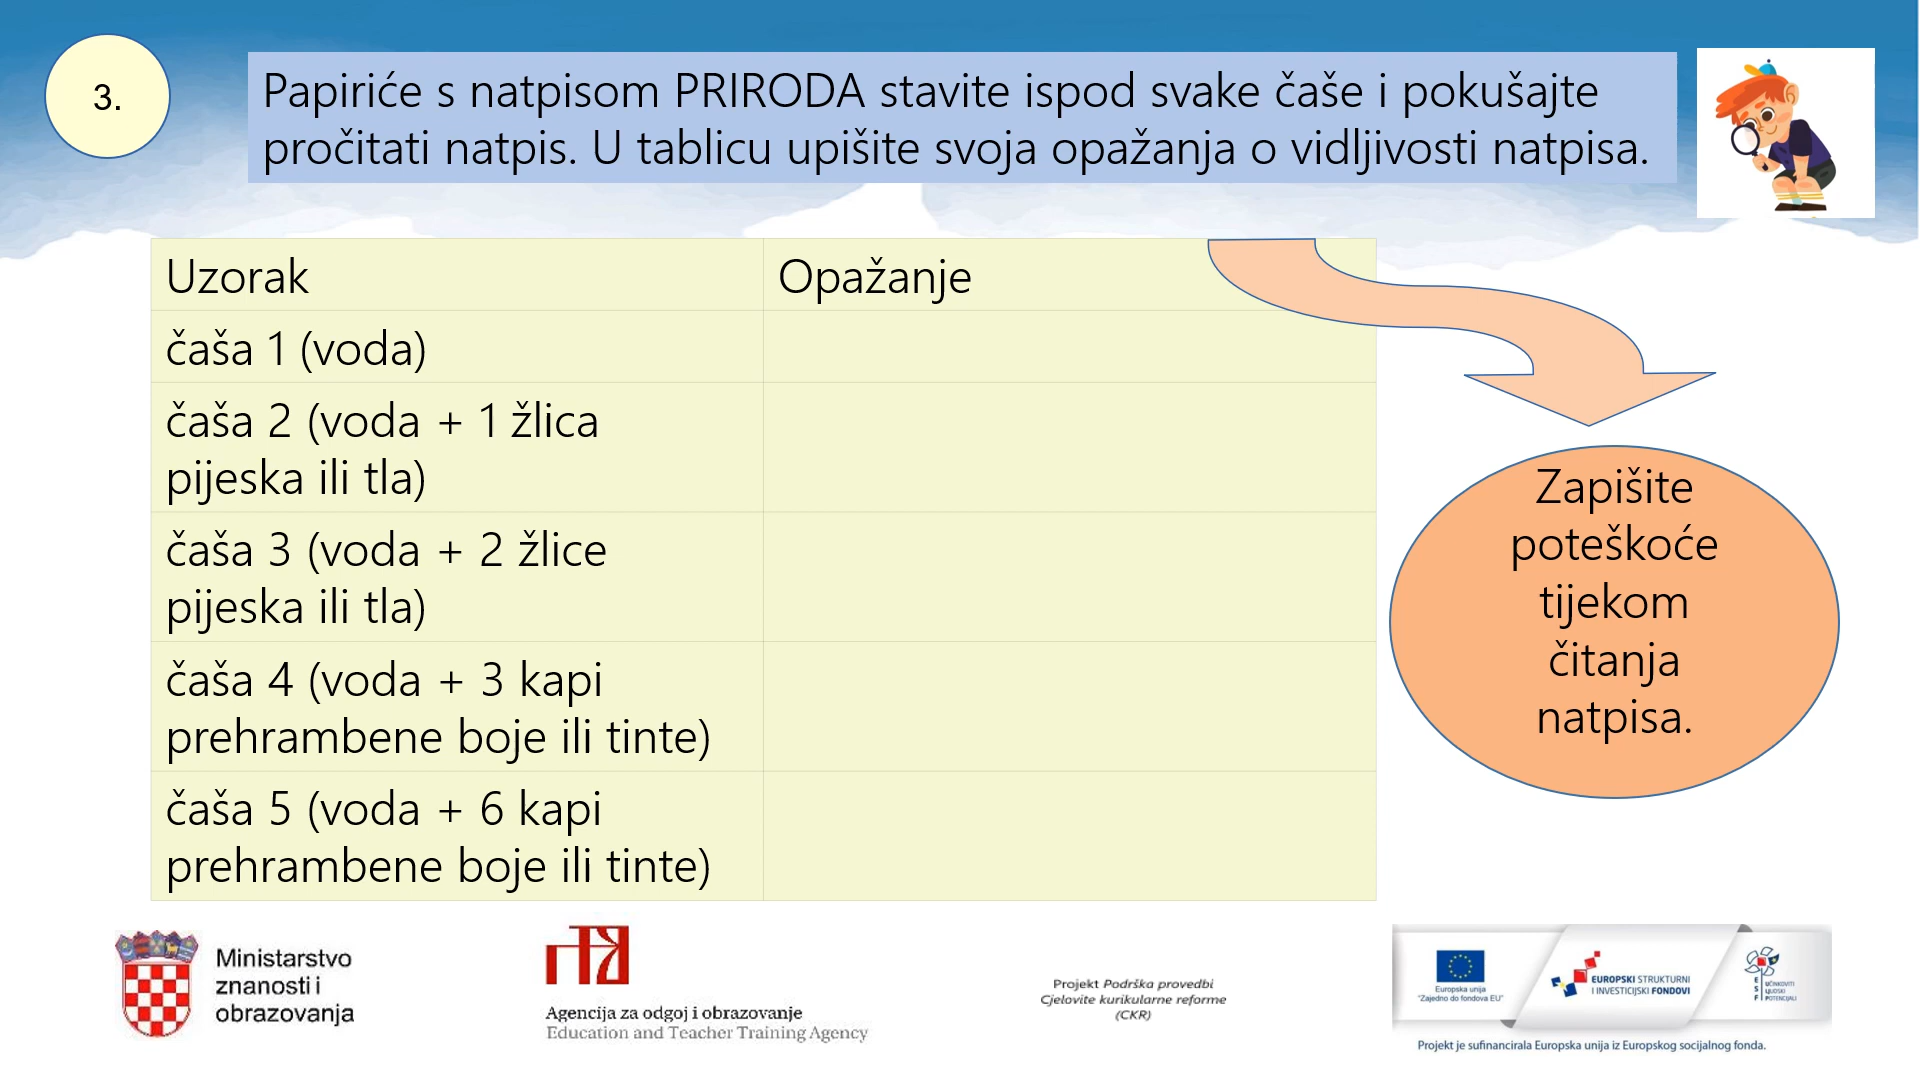 3.
Papiriće s natpisom PRIRODA stavite ispod svake čaše i pokušajte
pročitati natpis. U tablicu upišite svoja opažanja o vidljivosti natpisa.
Uzorak
Opažanje
čaša 1 (voda)
čaša 2 (voda + 1 žlica
pijeska ili tla)
čaša 3 (voda + 2 žlice
pijeska ili tla)
čaša 4 (voda + 3 kapi
prehrambene boje ili tinte)
čaša 5 (voda + 6 kapi
prehrambene boje ili tinte)
Zapišite
poteškoće
tijekom
čitanja
natpisa.
Ministarstvo
znanosti i
obrazovanja
Agencija za odgoj i obrazovanje
Education and Teacher Training Agency
Projekt Podrška provedbi
Cjelovite kurikularne reforme
(CKR)
Europska unija
"Zajedno do fondova EU"
EUROPSKI STRUKTURNI
I INVESTICIJSKI FONDOVI
ESF
UČINKOVITI
LJUDSKI
POTENCIJALI
Projekt je sufinancirala Europska unija iz Europskog socijalnog fonda.